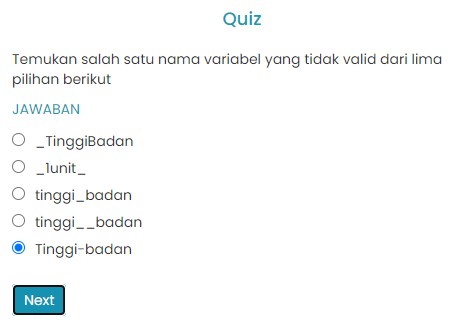 Quiz
Temukan salah satu nama variabel yang tidak valid dari lima
pilihan berikut
JAWABAN
_TinggiBadan
_1unit_
tinggi_badan
tinggi__badan
Tinggi-badan
Next